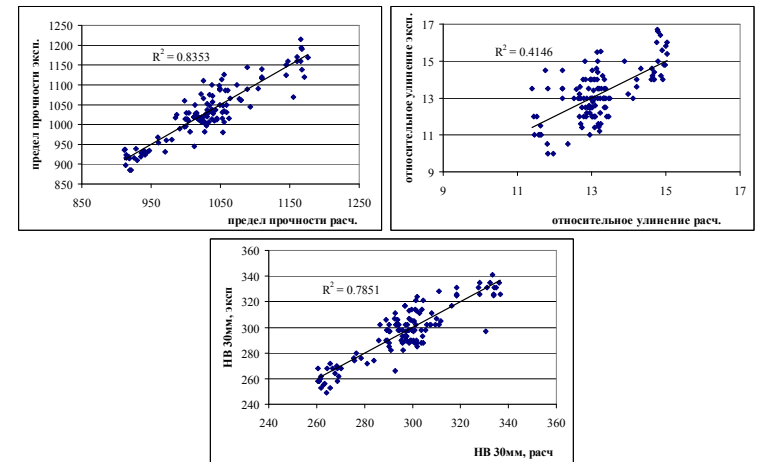 предел прочности эксп.
1250
1200
1150
1100
1050
1000
950
900
850
R² = 0.8353
850 950 1050 1150 1250
предел прочности расч.
относительное улинение эксп.
17
15
13
11
9
R² = 0.4146
9 11 13 15 17
относительное улинение расч.
НВ 30мм, эксп
360
340
320
300
280
260
240
R² = 0.7851
240 260 280 300 320 340 360
НВ 30мм, расч